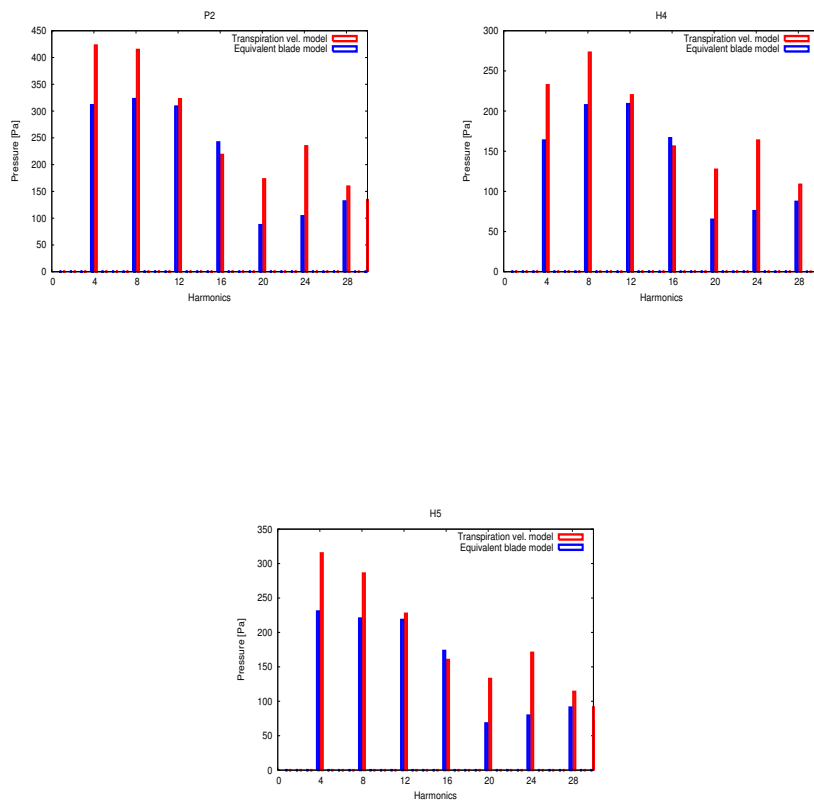 P2
Pressure [Pa]
450
400
350
300
250
200
150
100
50
0
Transpiration vel. model
Equivalent blade model
0 4 8 12 16 20 24 28
Harmonics
H4
Pressure [Pa]
300
250
200
150
100
50
0
Transpiration vel. model
Equivalent blade model
0 4 8 12 16 20 24 28
Harmonics
H5
Pressure [Pa]
350
300
250
200
150
100
50
0
Transpiration vel. model
Equivalent blade model
0 4 8 12 16 20 24 28
Harmonics